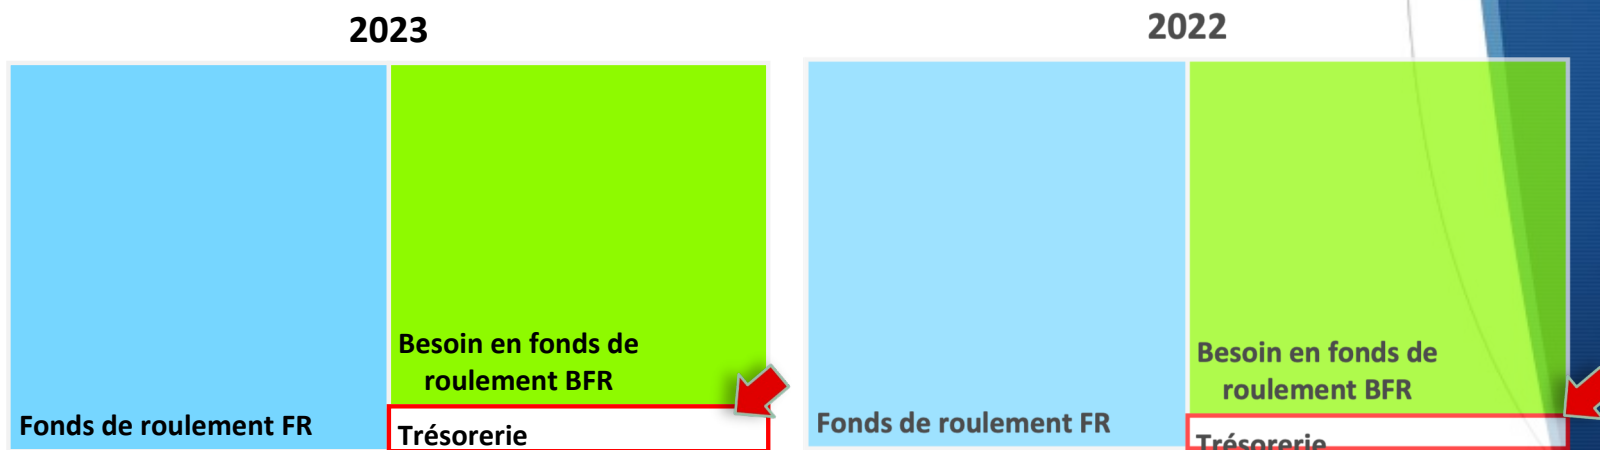 2023
Besoin en fonds de
roulement BFR
Fonds de roulement FR
Trésorerie
2022
Besoin en fonds de
roulement BFR
Fonds de roulement FR
Trésorerie